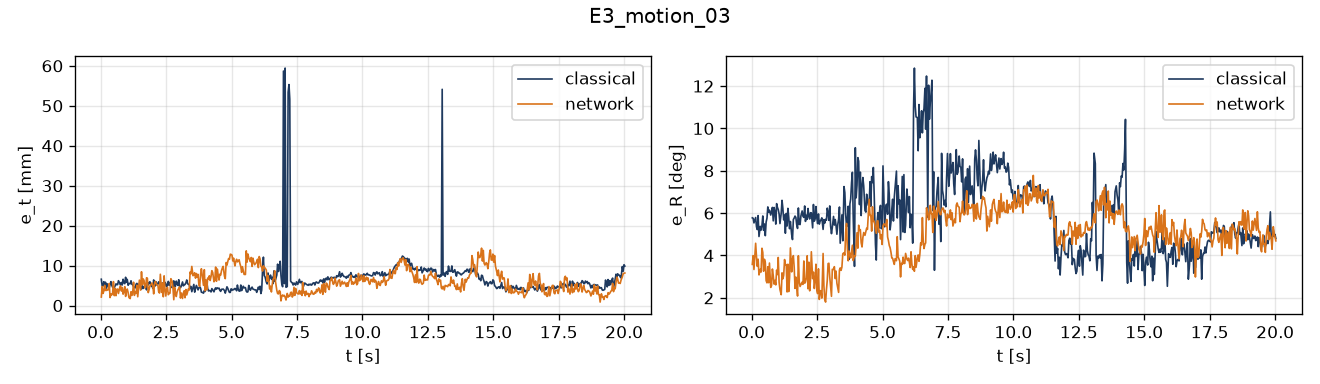 E3_motion_03
e_t [mm]
60
50
40
30
20
10
0
classical
network
0.0 2.5 5.0 7.5 10.0 12.5 15.0 17.5 20.0
t [s]
e_R [deg]
12
10
8
6
4
2
classical
network
0.0 2.5 5.0 7.5 10.0 12.5 15.0 17.5 20.0
t [s]